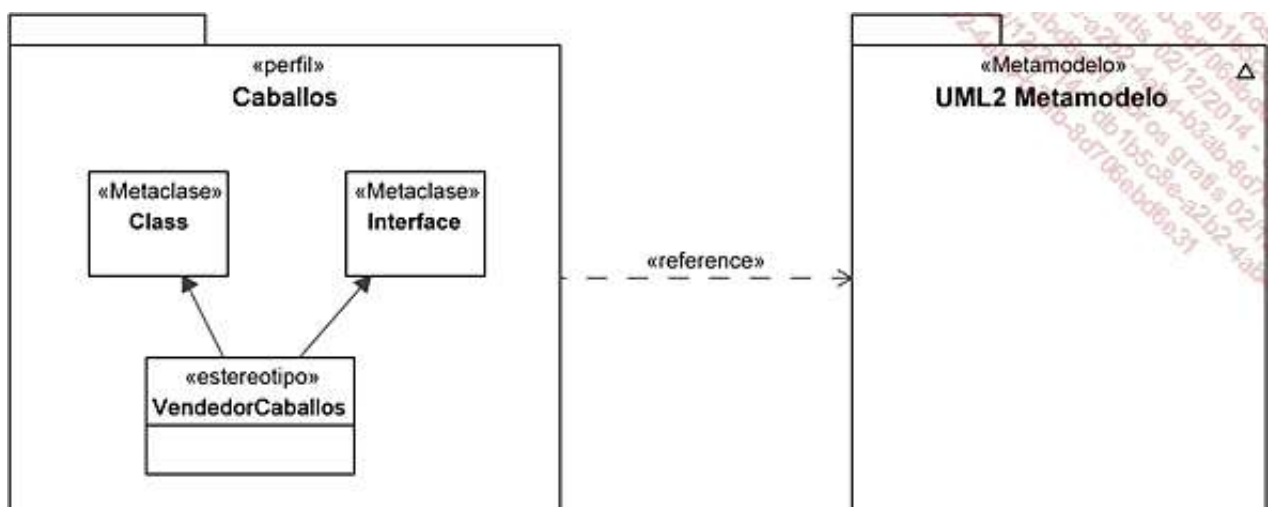 «perfil»
Caballos
«Metaclase»
Class
«Metaclase»
Interface
«estereotipo»
VendedorCaballos
«reference»
«Metamodelo»
UML2 Metamodelo